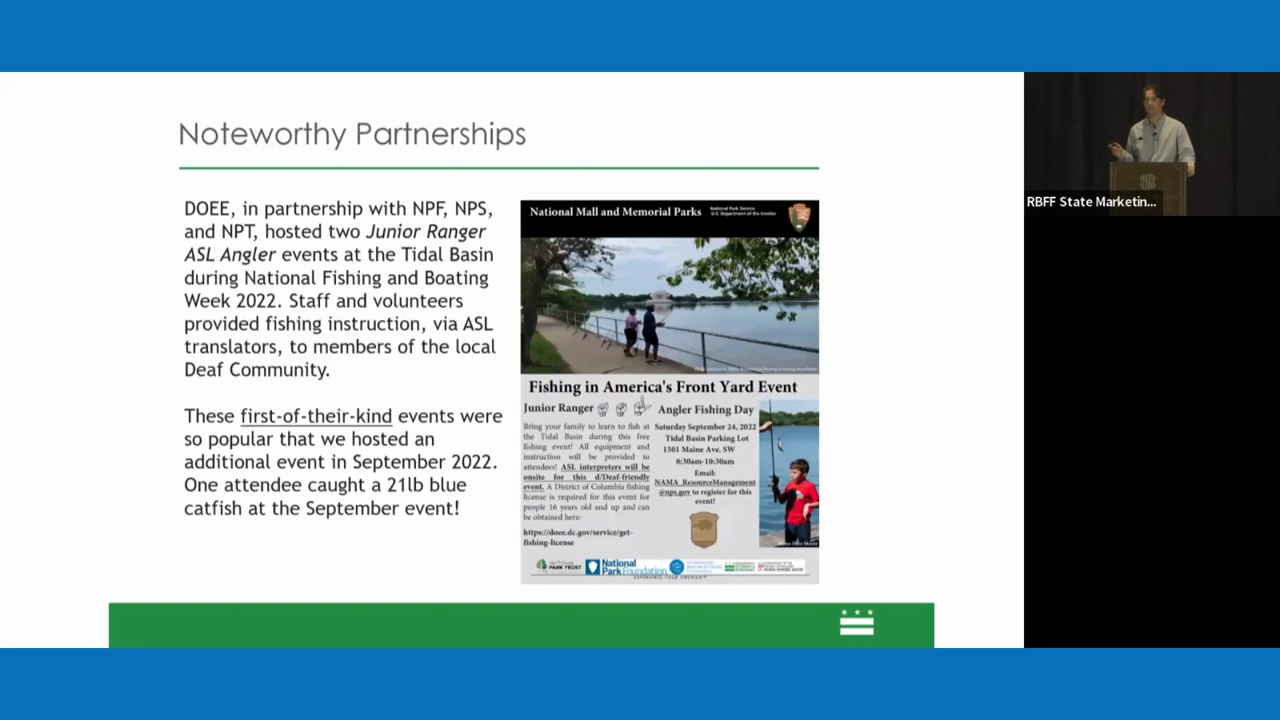 Noteworthy Partnerships
DOEE, in partnership with NPF, NPS,
and NPT, hosted two Junior Ranger
ASL Angler events at the Tidal Basin
during National Fishing and Boating
Week 2022. Staff and volunteers
provided fishing instruction, via ASL
translators, to members of the local
Deaf Community.
These first-of-their-kind events were
so popular that we hosted an
additional event in September 2022.
One attendee caught a 21lb blue
catfish at the September event!
National Mall and Memorial Parks
National Park Service
U.S. Department of the Interior
Fishing in America's Front Yard Event
Junior Ranger
Angler Fishing Day
Bring your family to learn to fish at
the Tidal Basin during this free
fishing event! All equipment and
instruction will be provided to
attendees! ASL interpreters will be
onsite for this d/Deaf-friendly
event. A District of Columbia fishing
license is required for this event for
people 16 years old and up and can
be obtained here:
https://doee.dc.gov/service/get-
fishing-license
Saturday September 24, 2022
Tidal Basin Parking Lot
1501 Maine Ave. SW
8:30am-10:30am
Email:
NAMA_ResourceManagement
@nps.gov to register for this
event!
NATIONAL
PARK TRUST
National
Park Foundation
EXPERIENCE YOUR AMERICA™
RBFF State Marketin...